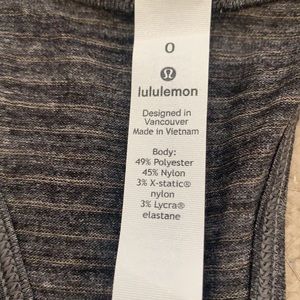 0
lululemon
Designed in
Vancouver
Made in Vietnam
Body:
49% Polyester
45% Nylon
3% X-static®
nylon
3% Lycra®
elastane